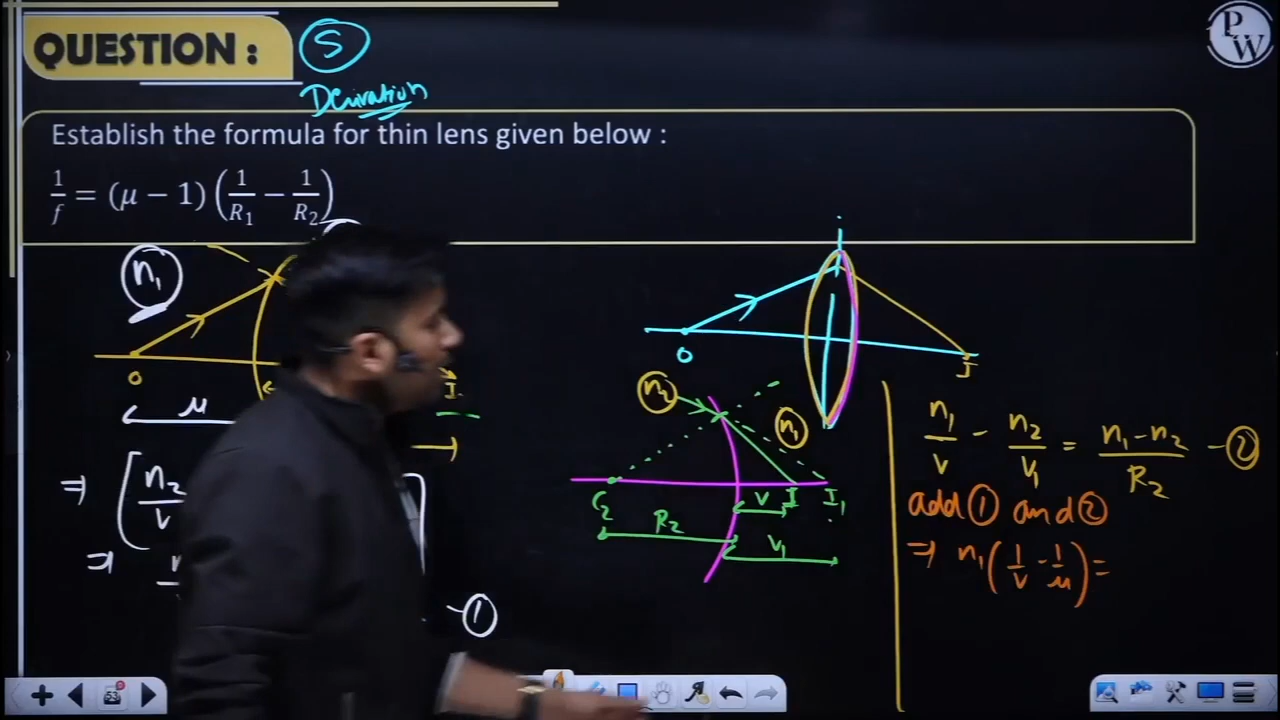 QUESTION : S
Derivation
PW
Establish the formula for thin lens given below :
1/f = (μ − 1) (1/R₁ − 1/R₂)
n₁
O
u
I
⇒ [n₂/v
⇒
-①
O
I
n₂
n₁
C₂
V
I
I₁
R₂
V₁
n₁/v - n₂/v₁ = n₁-n₂/R₂ -②
add ① and ②
⇒ n₁(1/v - 1/u) =
53